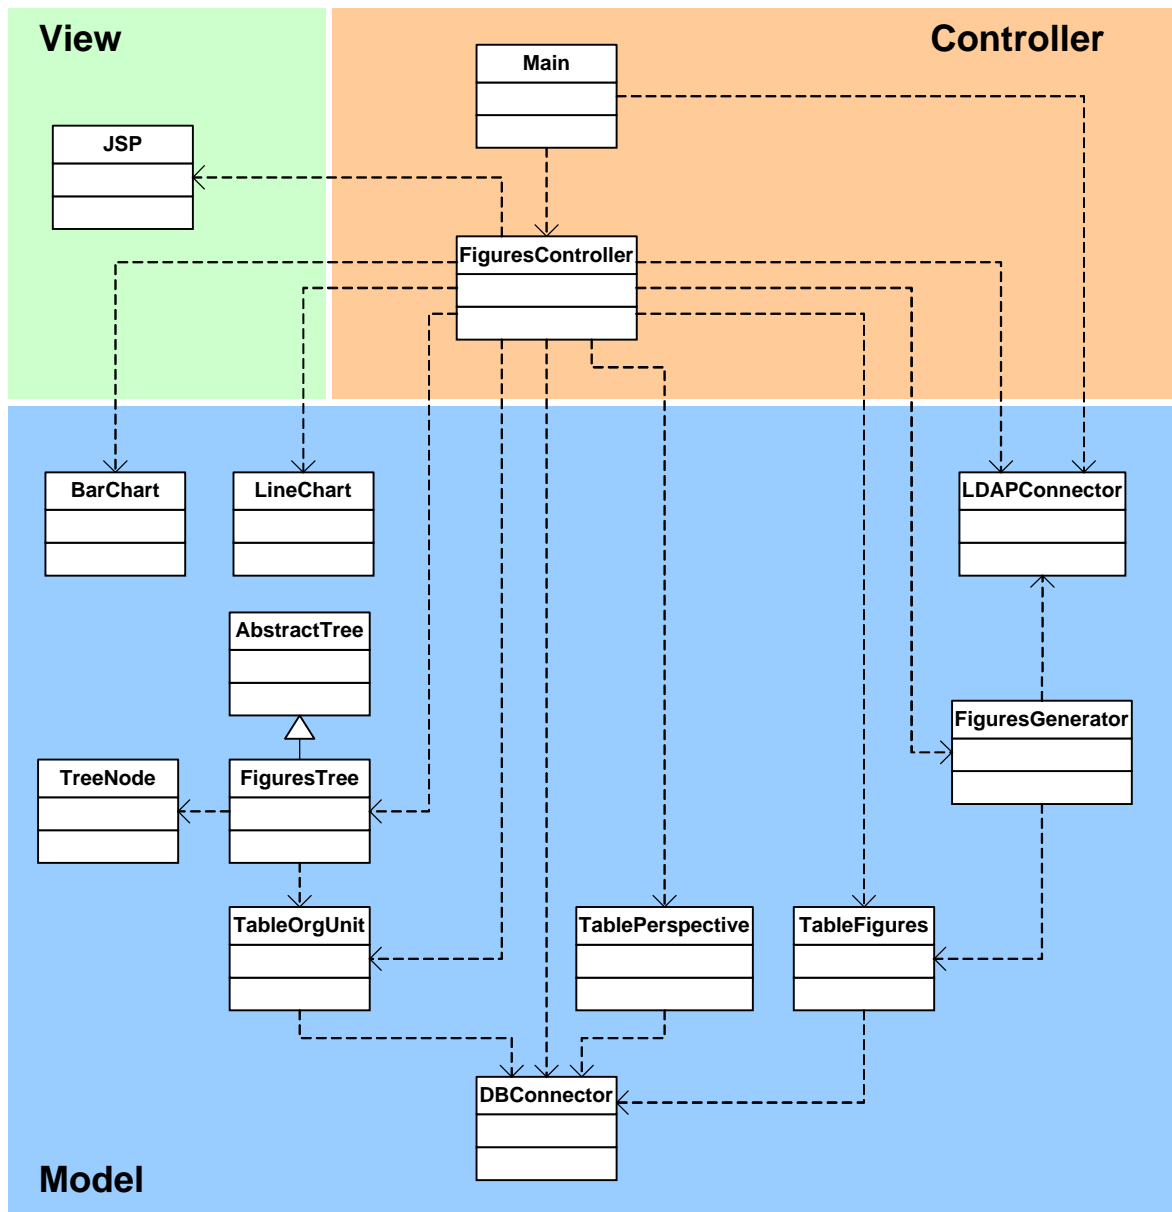 View
Controller
Main
JSP
FiguresController
BarChart
LineChart
LDAPConnector
AbstractTree
FiguresGenerator
TreeNode
FiguresTree
TableOrgUnit
TablePerspective
TableFigures
DBConnector
Model